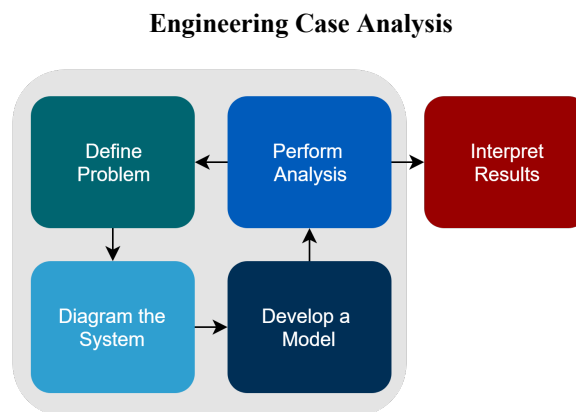 Engineering Case Analysis
Define
Problem
Perform
Analysis
Interpret
Results
Diagram the
System
Develop a
Model